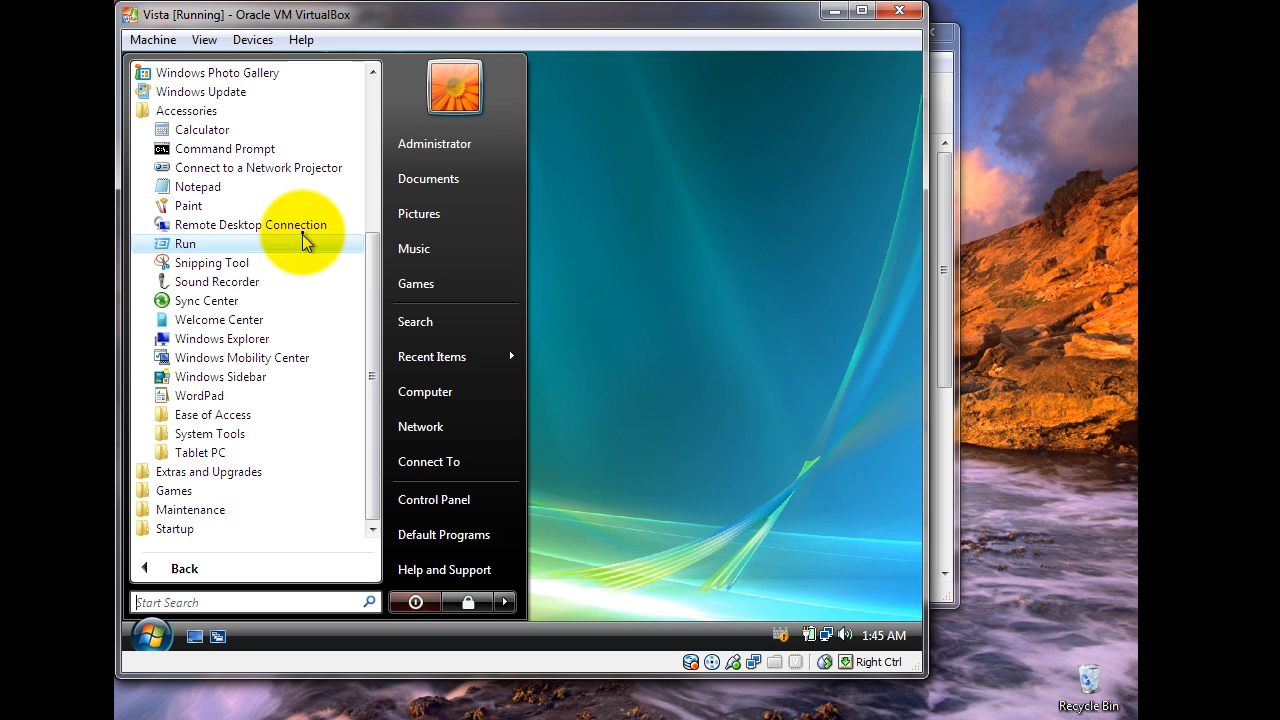 Vista [Running] - Oracle VM VirtualBox
Machine View Devices Help
Windows Photo Gallery
Windows Update
Accessories
Calculator
Command Prompt
Connect to a Network Projector
Notepad
Paint
Remote Desktop Connection
Run
Snipping Tool
Sound Recorder
Sync Center
Welcome Center
Windows Explorer
Windows Mobility Center
Windows Sidebar
WordPad
Ease of Access
System Tools
Tablet PC
Extras and Upgrades
Games
Maintenance
Startup
Back
Start Search
Administrator
Documents
Pictures
Music
Games
Search
Recent Items
Computer
Network
Connect To
Control Panel
Default Programs
Help and Support
1:45 AM
Right Ctrl
Recycle Bin